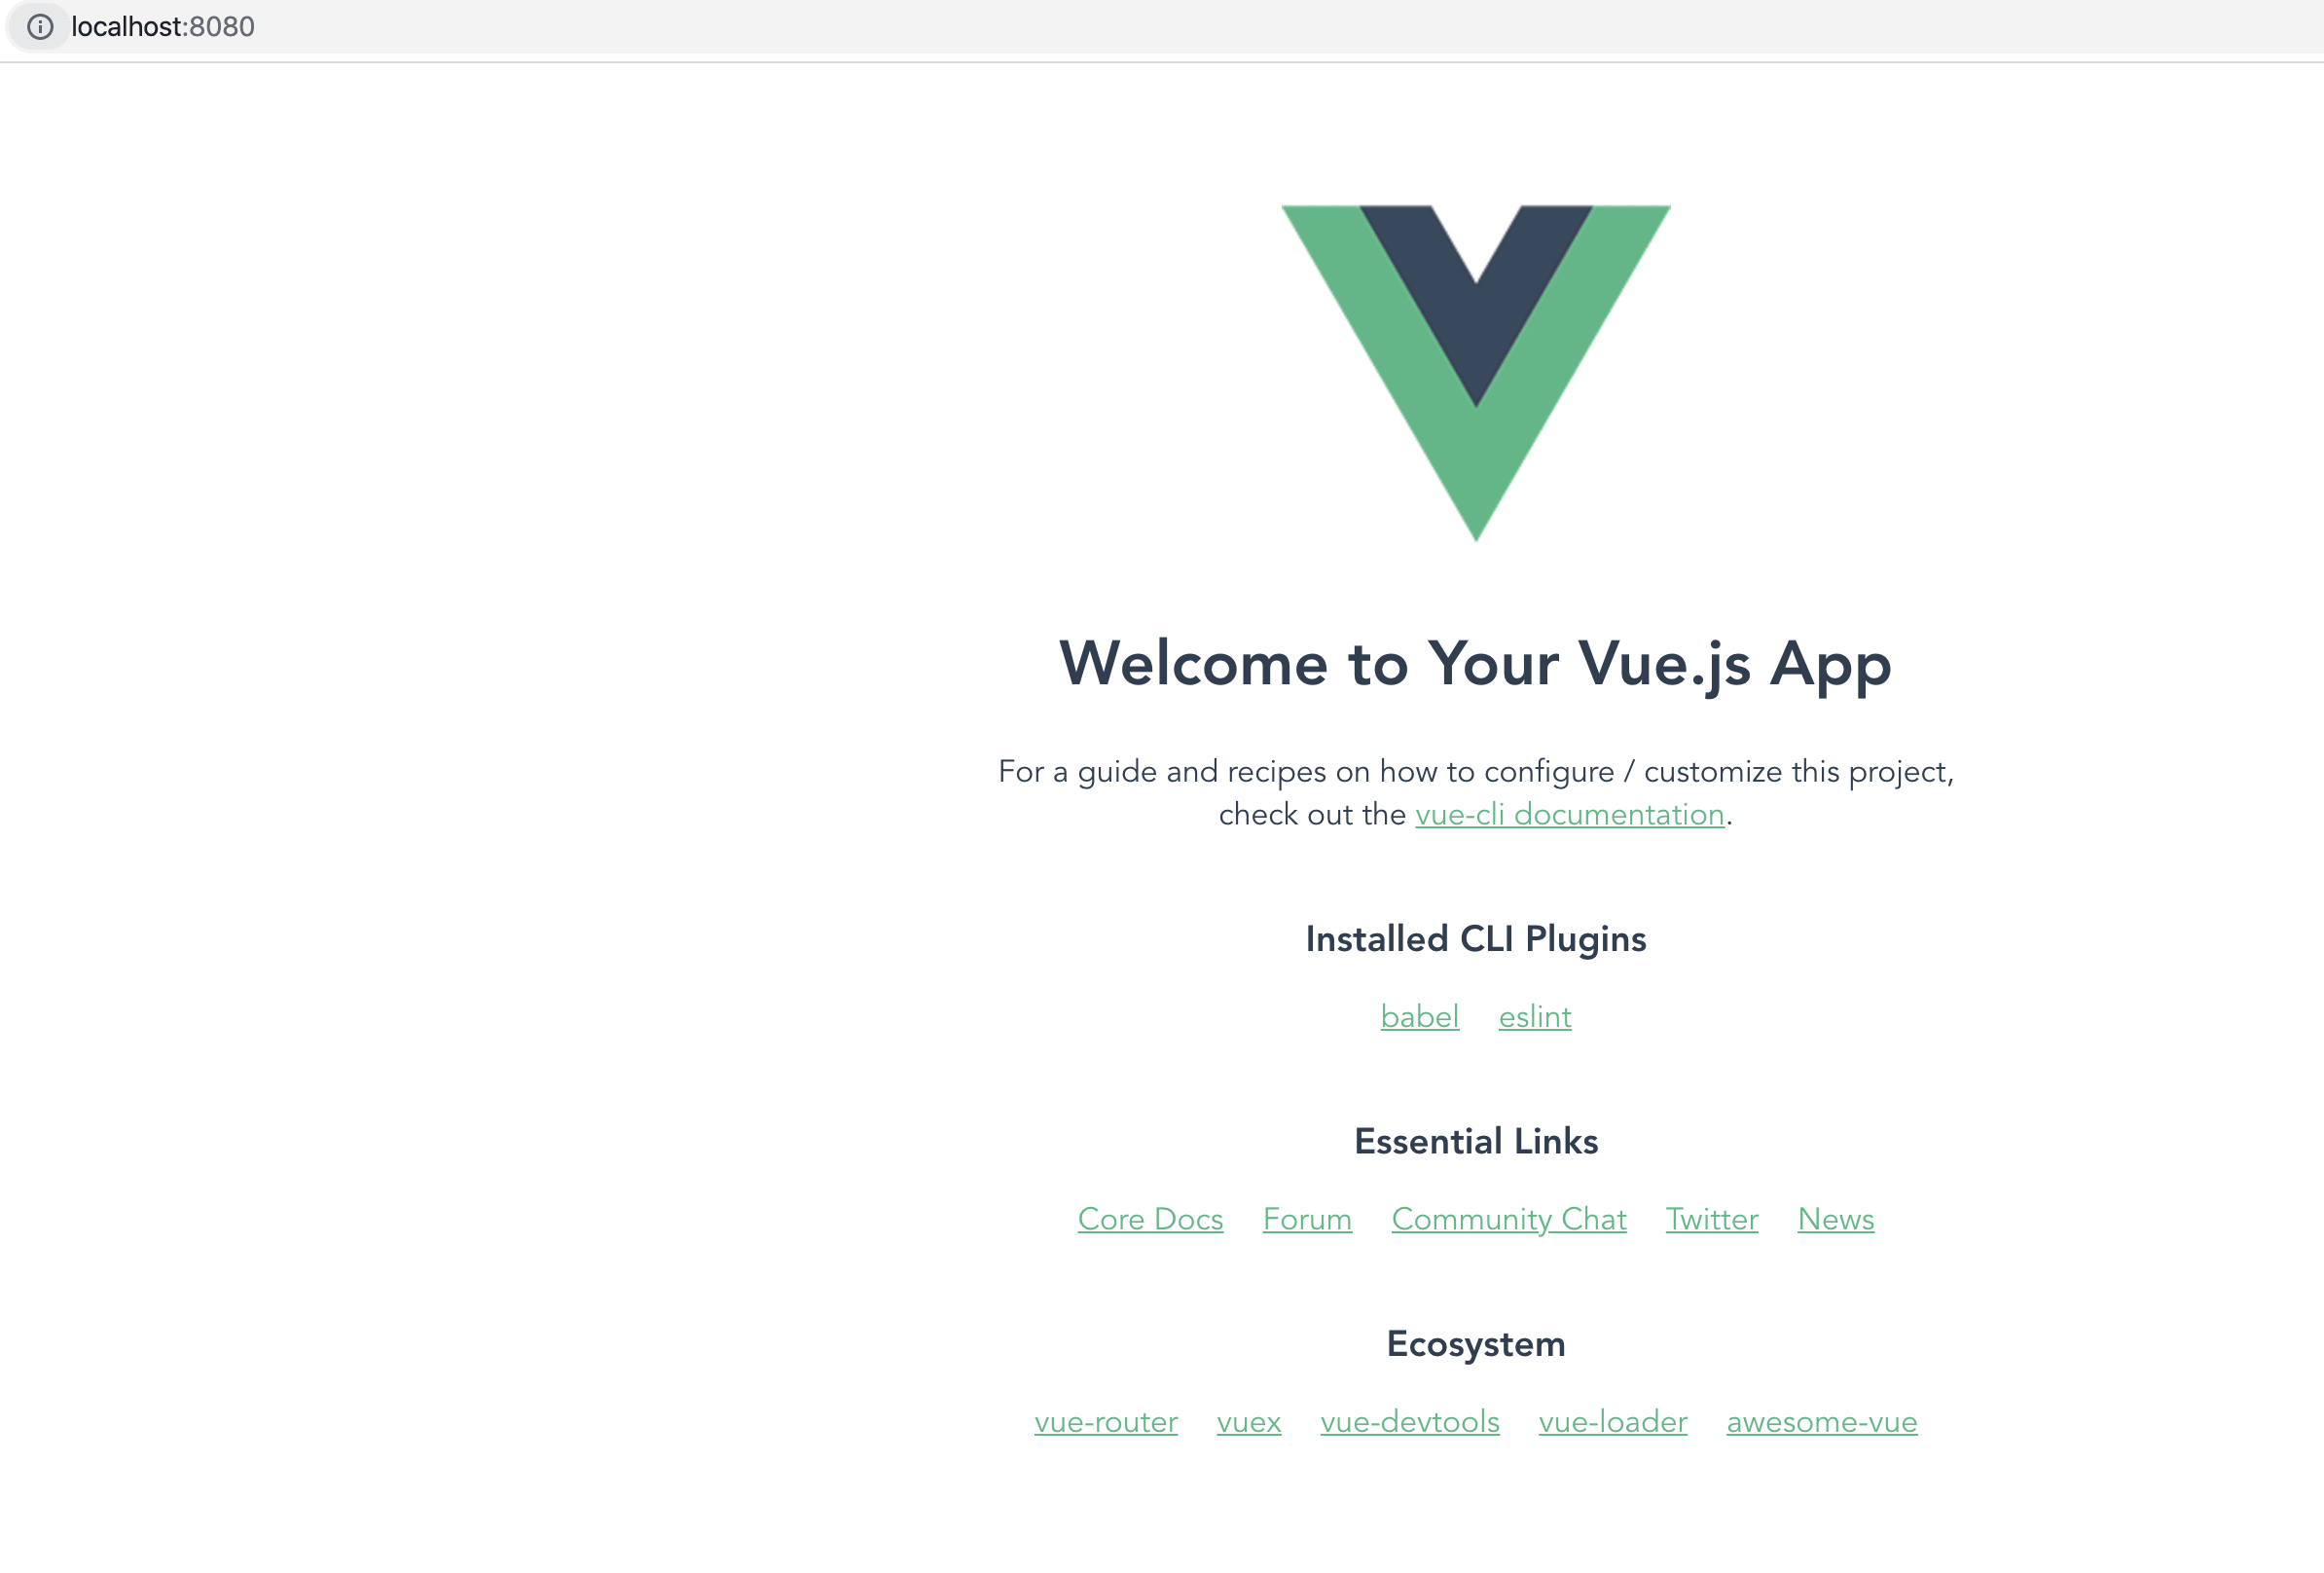 localhost:8080
Welcome to Your Vue.js App
For a guide and recipes on how to configure / customize this project,
check out the vue-cli documentation.
Installed CLI Plugins
babel eslint
Essential Links
Core Docs Forum Community Chat Twitter News
Ecosystem
vue-router vuex vue-devtools vue-loader awesome-vue